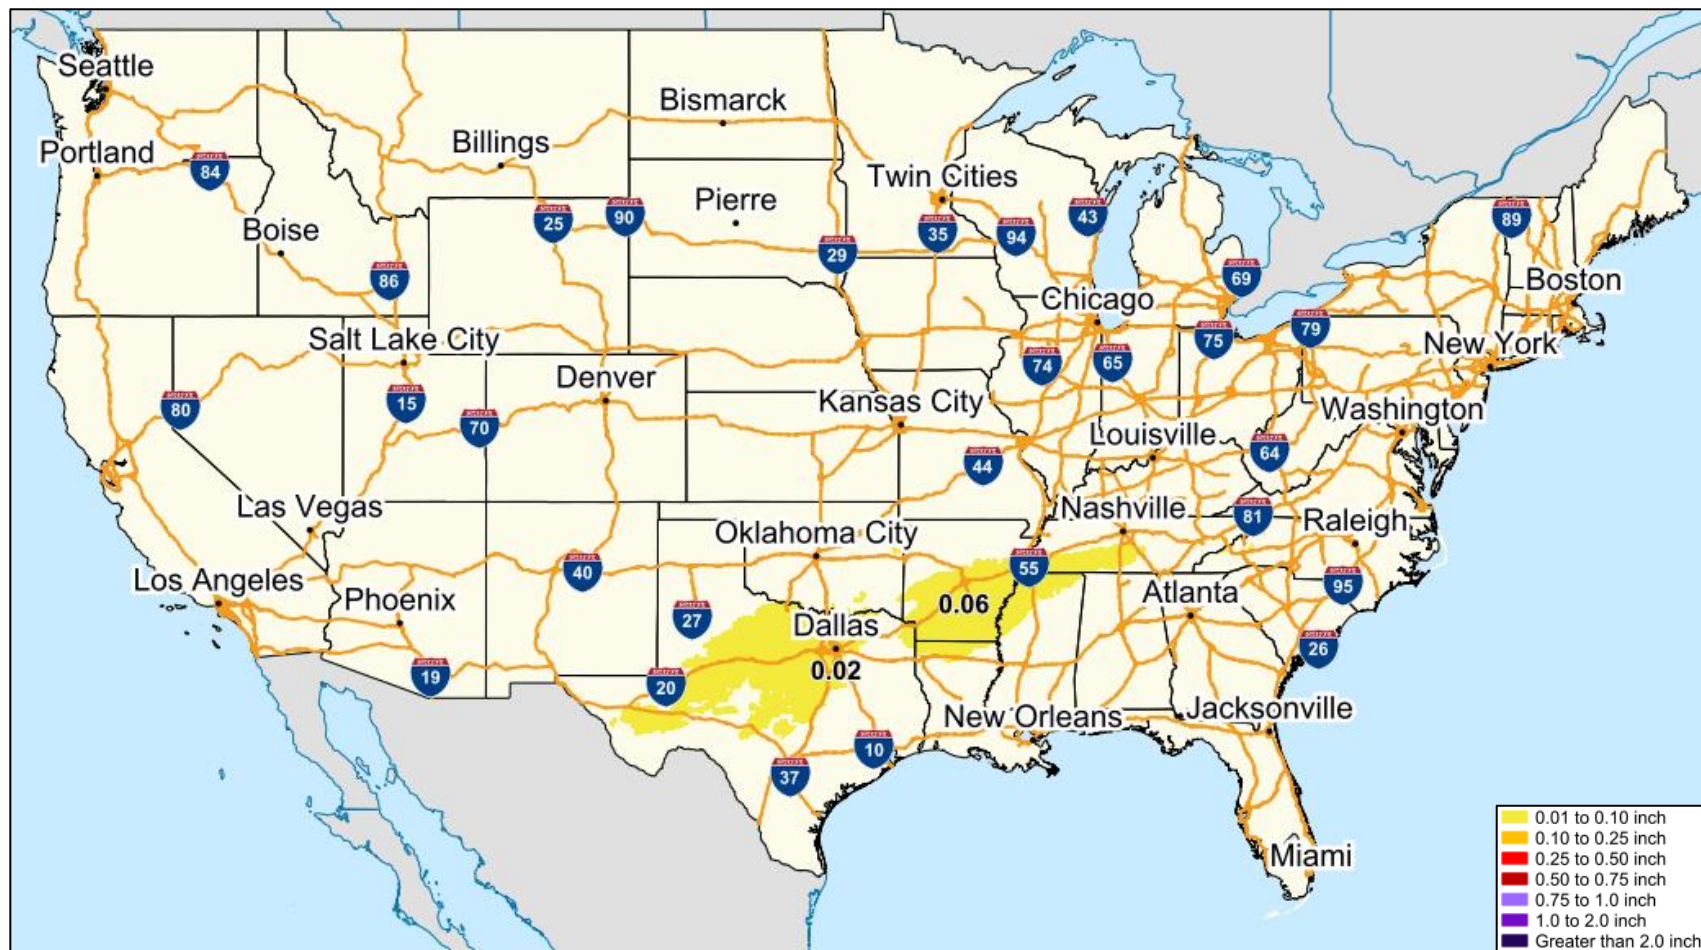 Seattle
Bismarck
Billings
Portland
84
Twin Cities
Pierre
25
90
43
89
Boise
35
94
29
69
86
Boston
Chicago
Salt Lake City
79
75
New York
74
65
Denver
15
80
Kansas City
Washington
70
Louisville
64
44
Las Vegas
Nashville
81
Raleigh
Oklahoma City
55
40
Los Angeles
95
Phoenix
Atlanta
0.06
27
Dallas
26
0.02
19
20
New Orleans
Jacksonville
10
37
0.01 to 0.10 inch
0.10 to 0.25 inch
0.25 to 0.50 inch
0.50 to 0.75 inch
Miami
0.75 to 1.0 inch
1.0 to 2.0 inch
Greater than 2.0 inch